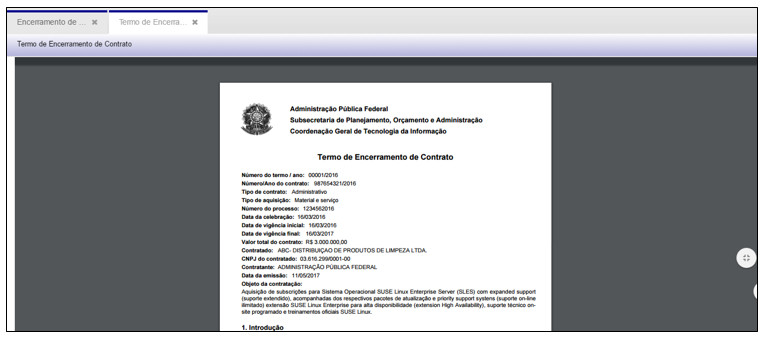 Encerramento de ... ✖ Termo de Encerra... ✖
Termo de Encerramento de Contrato
Administração Pública Federal
Subsecretaria de Planejamento, Orçamento e Administração
Coordenação Geral de Tecnologia da Informação
Termo de Encerramento de Contrato
Número do termo / ano: 00001/2016
Número/Ano do contrato: 987654321/2016
Tipo de contrato: Administrativo
Tipo de aquisição: Material e serviço
Número do processo: 1234562016
Data da celebração: 16/03/2016
Data de vigência inicial: 16/03/2016
Data de vigência final: 16/03/2017
Valor total do contrato: R$ 3.000.000,00
Contratado: ABC- DISTRIBUIÇAO DE PRODUTOS DE LIMPEZA LTDA.
CNPJ do contratado: 03.616.299/0001-00
Contratante: ADMINISTRAÇÃO PÚBLICA FEDERAL
Data da emissão: 11/05/2017
Objeto da contratação:
Aquisição de subscrições para Sistema Operacional SUSE Linux Enterprise Server (SLES) com expanded support
(suporte extendido), acompanhadas dos respectivos pacotes de atualização e priority support systens (suporte on-line
ilimitado) extensão SUSE Linux Enterprise para alta disponibilidade (extension High Availability), suporte técnico on-
site programado e treinamentos oficiais SUSE Linux.
1. Introdução